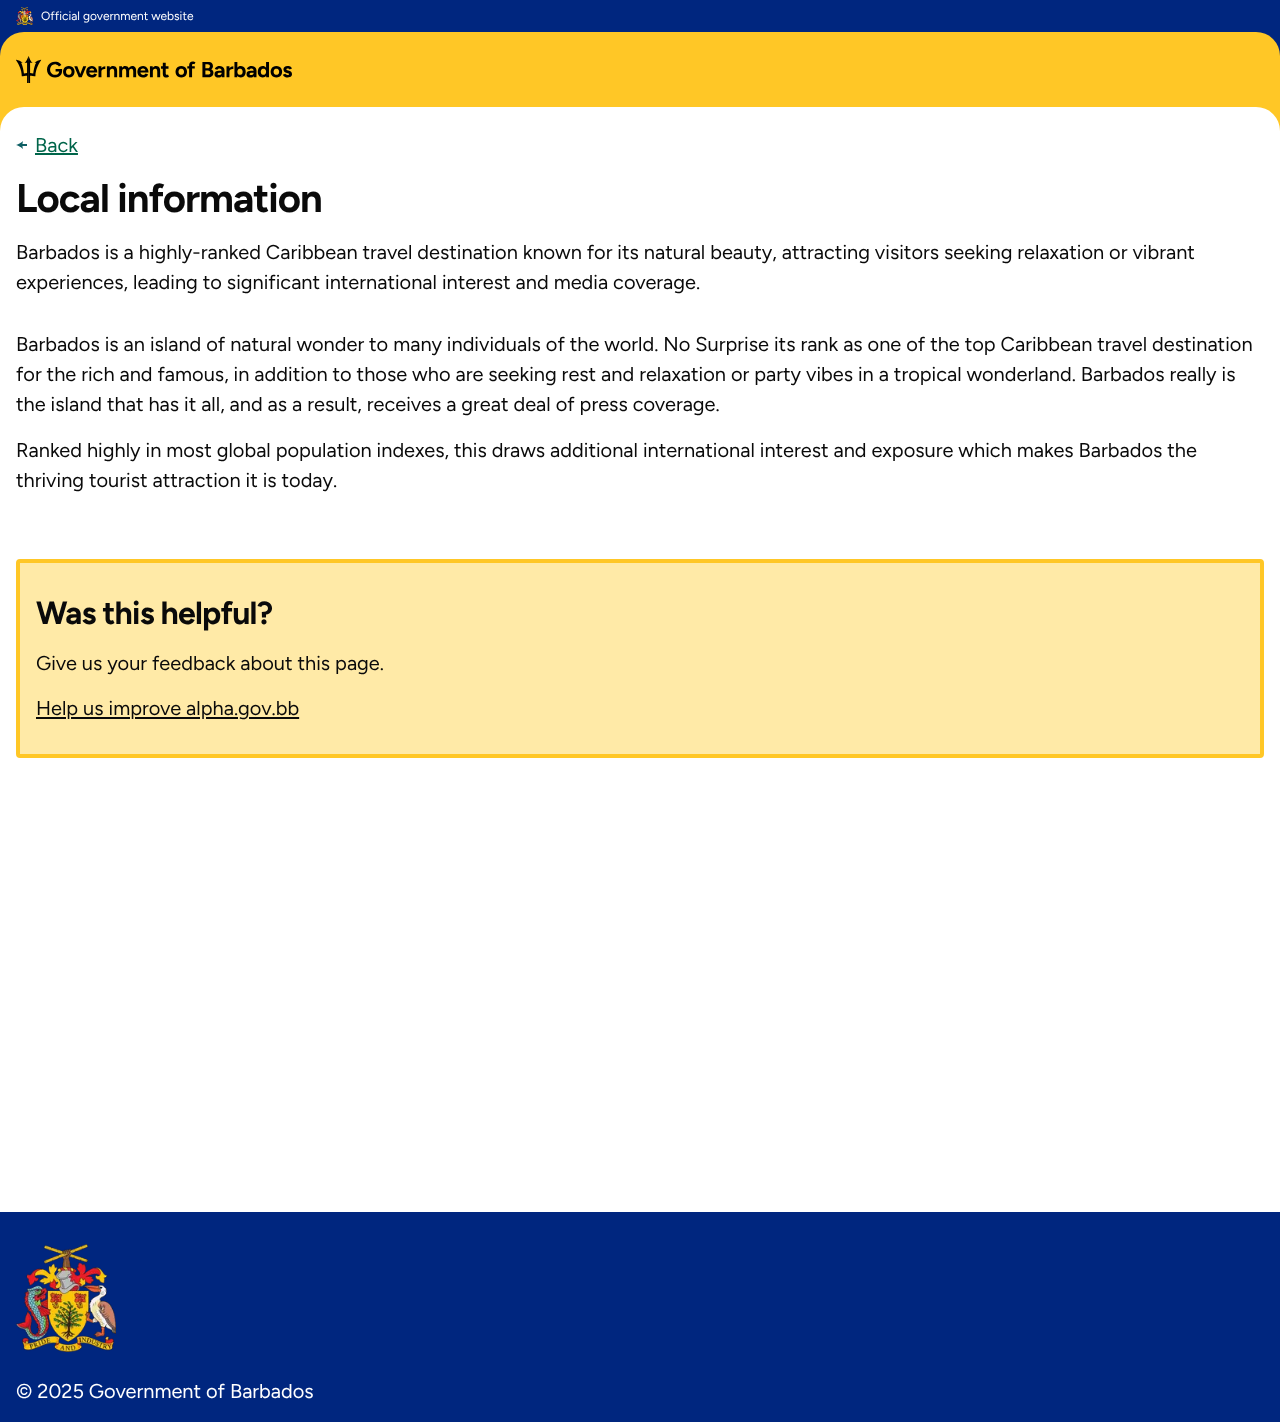 Official government website
Government of Barbados
Back
Local information
Barbados is a highly-ranked Caribbean travel destination known for its natural beauty, attracting visitors seeking relaxation or vibrant
experiences, leading to significant international interest and media coverage.
Barbados is an island of natural wonder to many individuals of the world. No Surprise its rank as one of the top Caribbean travel destination
for the rich and famous, in addition to those who are seeking rest and relaxation or party vibes in a tropical wonderland. Barbados really is
the island that has it all, and as a result, receives a great deal of press coverage.
Ranked highly in most global population indexes, this draws additional international interest and exposure which makes Barbados the
thriving tourist attraction it is today.
Was this helpful?
Give us your feedback about this page.
Help us improve alpha.gov.bb
PRIDE AND INDUSTRY
© 2025 Government of Barbados